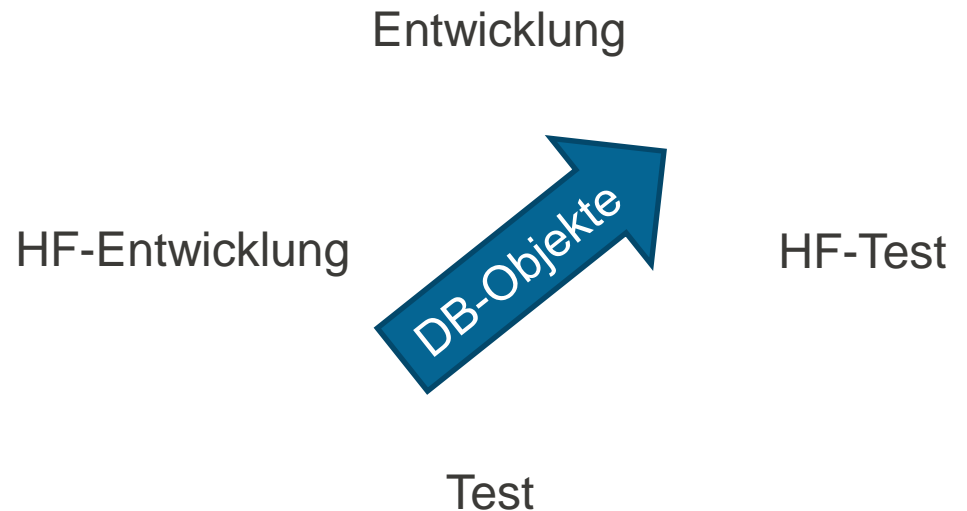 Entwicklung
HF-Entwicklung
DB-Objekte
HF-Test
Test